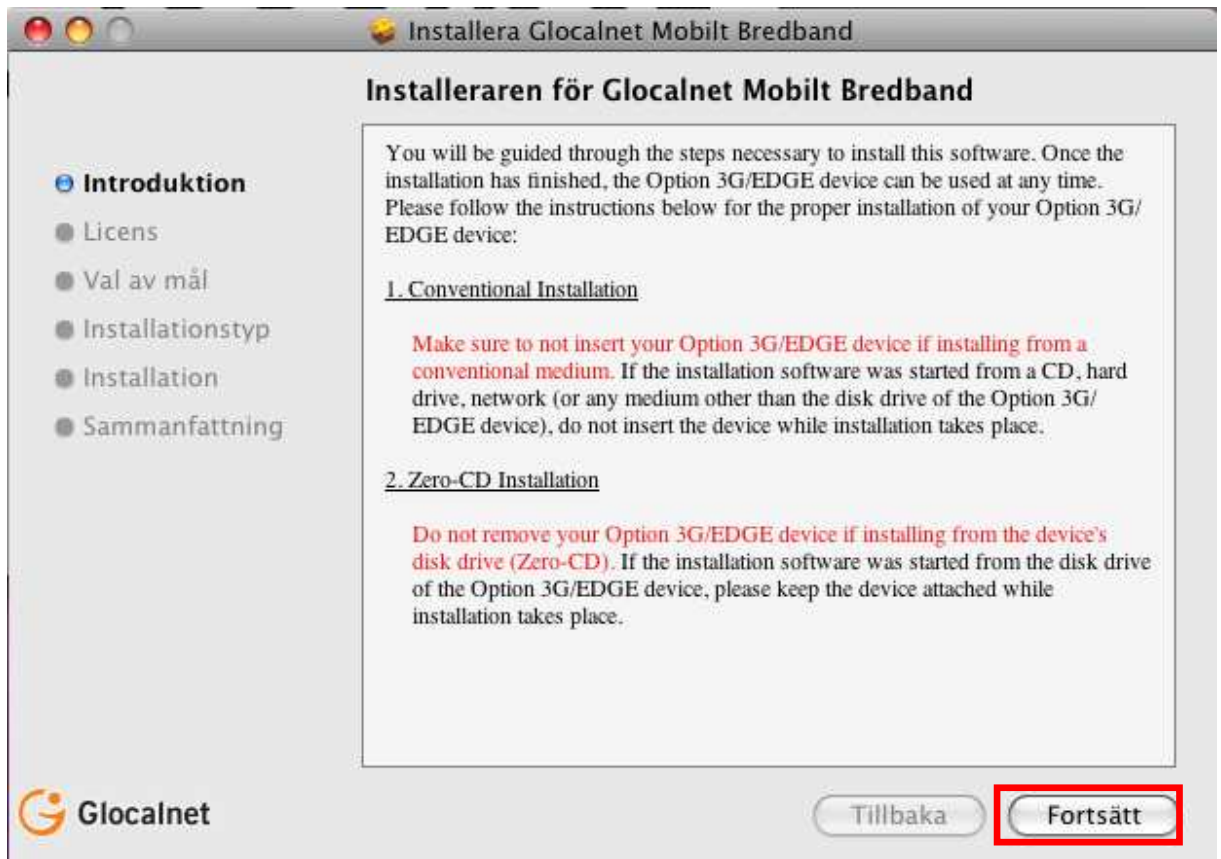 Installera Glocalnet Mobilt Bredband
Installeraren för Glocalnet Mobilt Bredband
Introduktion
Licens
Val av mål
Installationstyp
Installation
Sammanfattning
You will be guided through the steps necessary to install this software. Once the
installation has finished, the Option 3G/EDGE device can be used at any time.
Please follow the instructions below for the proper installation of your Option 3G/
EDGE device:
1. Conventional Installation
Make sure to not insert your Option 3G/EDGE device if installing from a
conventional medium. If the installation software was started from a CD, hard
drive, network (or any medium other than the disk drive of the Option 3G/
EDGE device), do not insert the device while installation takes place.
2. Zero-CD Installation
Do not remove your Option 3G/EDGE device if installing from the device's
disk drive (Zero-CD). If the installation software was started from the disk drive
of the Option 3G/EDGE device, please keep the device attached while
installation takes place.
Glocalnet
Tillbaka
Fortsätt